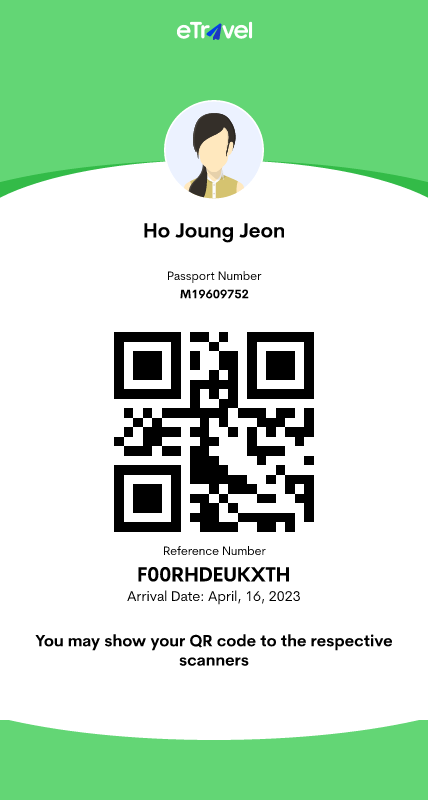 eTravel
Ho Joung Jeon
Passport Number
M19609752
Reference Number
F00RHDEUKXTH
Arrival Date: April, 16, 2023
You may show your QR code to the respective
scanners